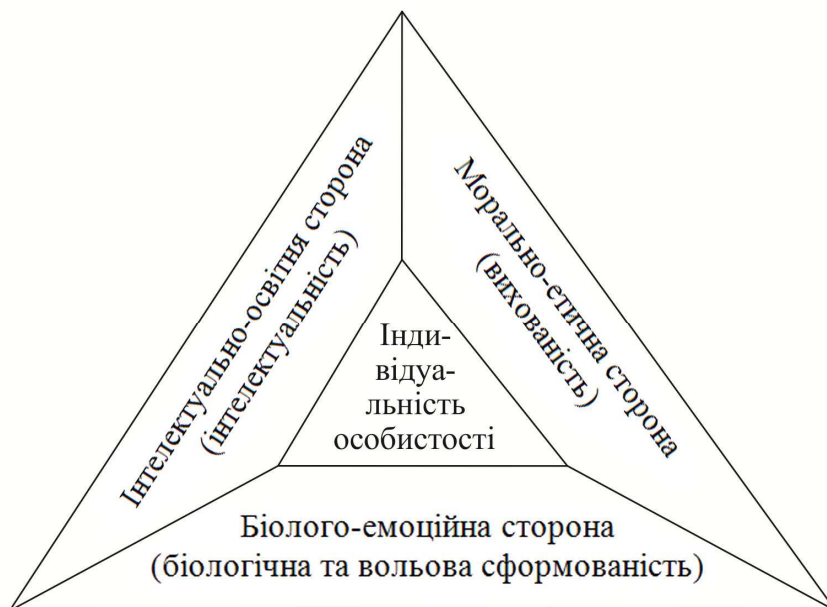 Інтелектуально-освітня сторона
(інтелектуальність)
Морально-етична сторона
(вихованість)
Інди-
відуа-
льність
особистості
Біолого-емоційна сторона
(біологічна та вольова сформованість)